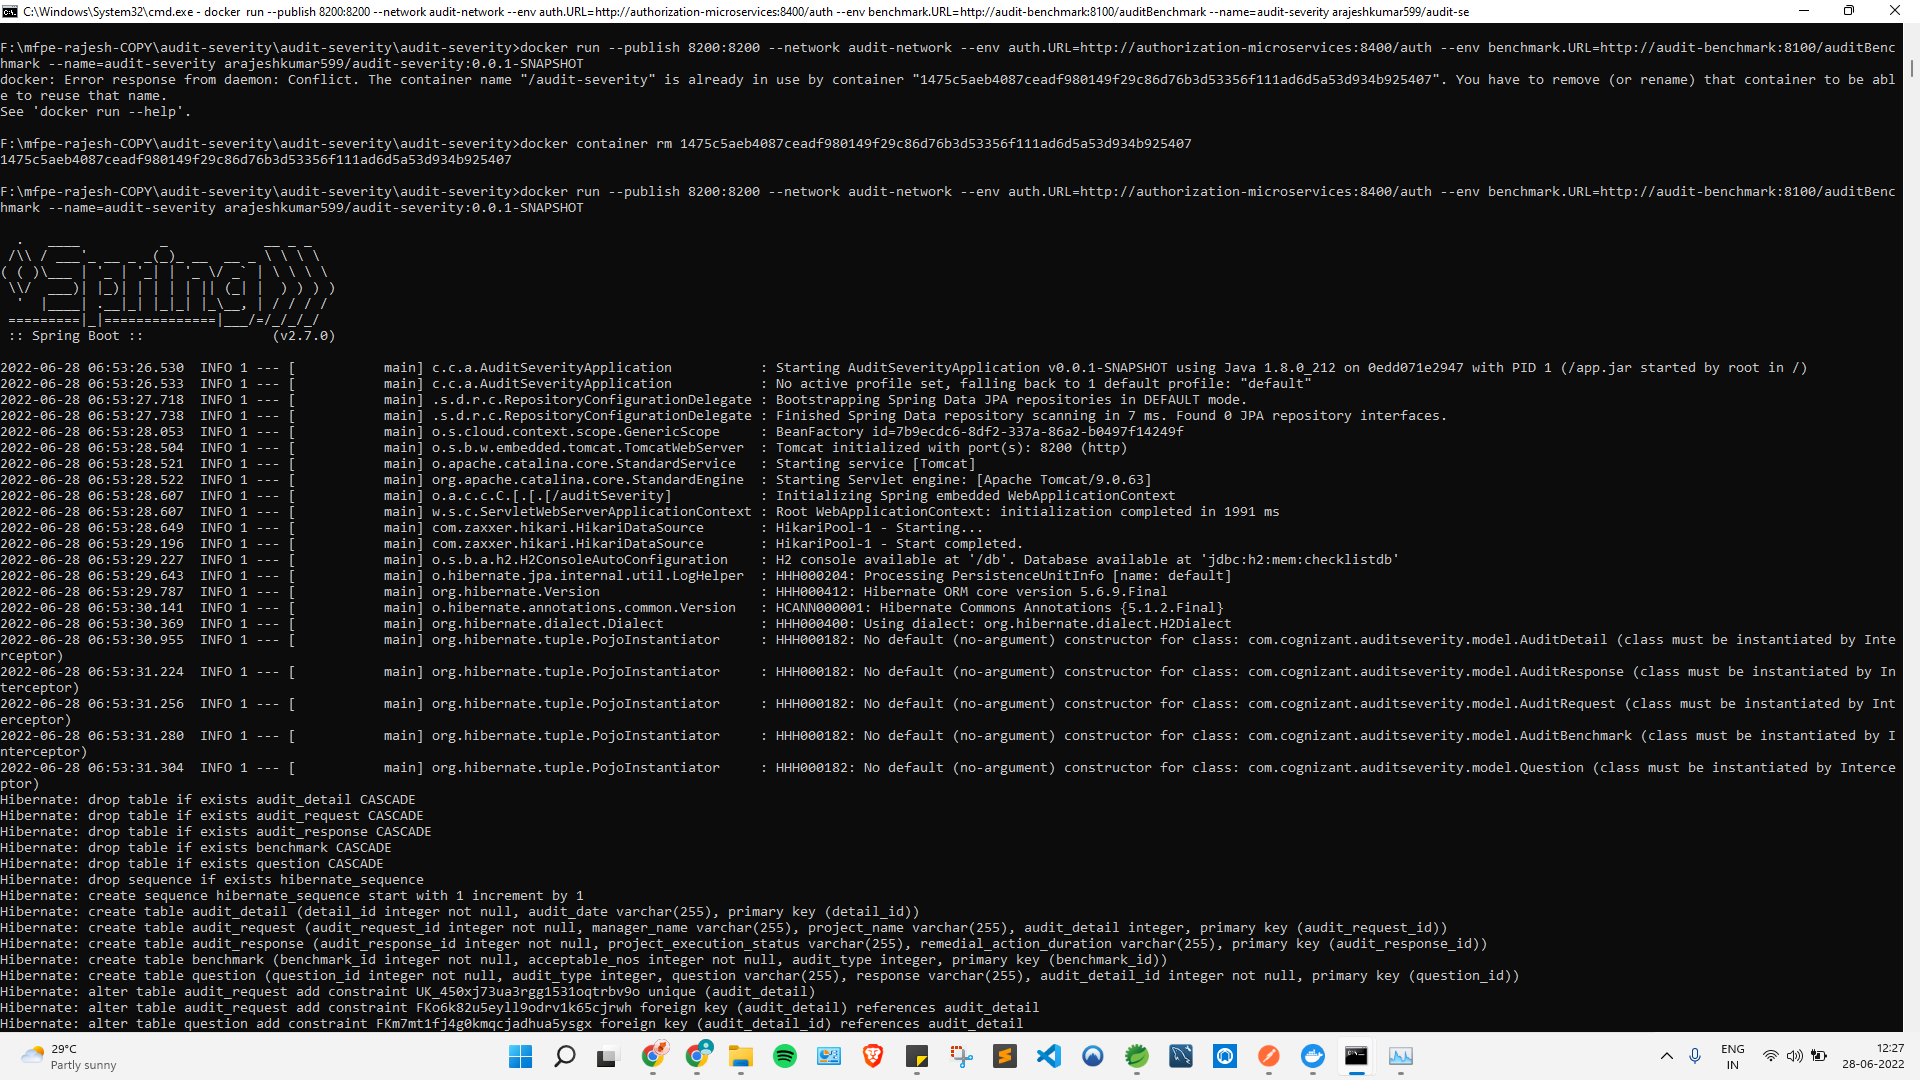 C:\Windows\System32\cmd.exe - docker  run --publish 8200:8200 --network audit-network --env auth.URL=http://authorization-microservices:8400/auth --env benchmark.URL=http://audit-benchmark:8100/auditBenchmark --name=audit-severity arajeshkumar599/audit-se
F:\mfpe-rajesh-COPY\audit-severity\audit-severity\audit-severity>docker run --publish 8200:8200 --network audit-network --env auth.URL=http://authorization-microservices:8400/auth --env benchmark.URL=http://audit-benchmark:8100/auditBenc
hmark --name=audit-severity arajeshkumar599/audit-severity:0.0.1-SNAPSHOT
docker: Error response from daemon: Conflict. The container name "/audit-severity" is already in use by container "1475c5aeb4087ceadf980149f29c86d76b3d53356f111ad6d5a53d934b925407". You have to remove (or rename) that container to be abl
e to reuse that name.
See 'docker run --help'.
F:\mfpe-rajesh-COPY\audit-severity\audit-severity\audit-severity>docker container rm 1475c5aeb4087ceadf980149f29c86d76b3d53356f111ad6d5a53d934b925407
1475c5aeb4087ceadf980149f29c86d76b3d53356f111ad6d5a53d934b925407
F:\mfpe-rajesh-COPY\audit-severity\audit-severity\audit-severity>docker run --publish 8200:8200 --network audit-network --env auth.URL=http://authorization-microservices:8400/auth --env benchmark.URL=http://audit-benchmark:8100/auditBenc
hmark --name=audit-severity arajeshkumar599/audit-severity:0.0.1-SNAPSHOT
  .   ____          _            __ _ _
 /\\ / ___'_ __ _ _(_)_ __  __ _ \ \ \ \
( ( )\___ | '_ | '_| | '_ \/ _` | \ \ \ \
 \\/  ___)| |_)| | | | | || (_| |  ) ) ) )
  '  |____| .__|_| |_|_| |_\__, | / / / /
 =========|_|==============|___/=/_/_/_/
 :: Spring Boot ::                (v2.7.0)
2022-06-28 06:53:26.530  INFO 1 --- [           main] c.c.a.AuditSeverityApplication           : Starting AuditSeverityApplication v0.0.1-SNAPSHOT using Java 1.8.0_212 on 0edd071e2947 with PID 1 (/app.jar started by root in /)
2022-06-28 06:53:26.533  INFO 1 --- [           main] c.c.a.AuditSeverityApplication           : No active profile set, falling back to 1 default profile: "default"
2022-06-28 06:53:27.718  INFO 1 --- [           main] .s.d.r.c.RepositoryConfigurationDelegate : Bootstrapping Spring Data JPA repositories in DEFAULT mode.
2022-06-28 06:53:27.738  INFO 1 --- [           main] .s.d.r.c.RepositoryConfigurationDelegate : Finished Spring Data repository scanning in 7 ms. Found 0 JPA repository interfaces.
2022-06-28 06:53:28.053  INFO 1 --- [           main] o.s.cloud.context.scope.GenericScope     : BeanFactory id=7b9ecdc6-8df2-337a-86a2-b0497f14249f
2022-06-28 06:53:28.504  INFO 1 --- [           main] o.s.b.w.embedded.tomcat.TomcatWebServer  : Tomcat initialized with port(s): 8200 (http)
2022-06-28 06:53:28.521  INFO 1 --- [           main] o.apache.catalina.core.StandardService   : Starting service [Tomcat]
2022-06-28 06:53:28.522  INFO 1 --- [           main] org.apache.catalina.core.StandardEngine  : Starting Servlet engine: [Apache Tomcat/9.0.63]
2022-06-28 06:53:28.607  INFO 1 --- [           main] o.a.c.c.C.[.[.[/auditSeverity]           : Initializing Spring embedded WebApplicationContext
2022-06-28 06:53:28.607  INFO 1 --- [           main] w.s.c.ServletWebServerApplicationContext : Root WebApplicationContext: initialization completed in 1991 ms
2022-06-28 06:53:28.649  INFO 1 --- [           main] com.zaxxer.hikari.HikariDataSource       : HikariPool-1 - Starting...
2022-06-28 06:53:29.196  INFO 1 --- [           main] com.zaxxer.hikari.HikariDataSource       : HikariPool-1 - Start completed.
2022-06-28 06:53:29.227  INFO 1 --- [           main] o.s.b.a.h2.H2ConsoleAutoConfiguration    : H2 console available at '/db'. Database available at 'jdbc:h2:mem:checklistdb'
2022-06-28 06:53:29.643  INFO 1 --- [           main] o.hibernate.jpa.internal.util.LogHelper  : HHH000204: Processing PersistenceUnitInfo [name: default]
2022-06-28 06:53:29.787  INFO 1 --- [           main] org.hibernate.Version                    : HHH000412: Hibernate ORM core version 5.6.9.Final
2022-06-28 06:53:30.141  INFO 1 --- [           main] o.hibernate.annotations.common.Version   : HCANN000001: Hibernate Commons Annotations {5.1.2.Final}
2022-06-28 06:53:30.369  INFO 1 --- [           main] org.hibernate.dialect.Dialect            : HHH000400: Using dialect: org.hibernate.dialect.H2Dialect
2022-06-28 06:53:30.955  INFO 1 --- [           main] org.hibernate.tuple.PojoInstantiator     : HHH000182: No default (no-argument) constructor for class: com.cognizant.auditseverity.model.AuditDetail (class must be instantiated by Inte
rceptor)
2022-06-28 06:53:31.224  INFO 1 --- [           main] org.hibernate.tuple.PojoInstantiator     : HHH000182: No default (no-argument) constructor for class: com.cognizant.auditseverity.model.AuditResponse (class must be instantiated by In
terceptor)
2022-06-28 06:53:31.256  INFO 1 --- [           main] org.hibernate.tuple.PojoInstantiator     : HHH000182: No default (no-argument) constructor for class: com.cognizant.auditseverity.model.AuditRequest (class must be instantiated by Int
erceptor)
2022-06-28 06:53:31.280  INFO 1 --- [           main] org.hibernate.tuple.PojoInstantiator     : HHH000182: No default (no-argument) constructor for class: com.cognizant.auditseverity.model.AuditBenchmark (class must be instantiated by I
nterceptor)
2022-06-28 06:53:31.304  INFO 1 --- [           main] org.hibernate.tuple.PojoInstantiator     : HHH000182: No default (no-argument) constructor for class: com.cognizant.auditseverity.model.Question (class must be instantiated by Interce
ptor)
Hibernate: drop table if exists audit_detail CASCADE
Hibernate: drop table if exists audit_request CASCADE
Hibernate: drop table if exists audit_response CASCADE
Hibernate: drop table if exists benchmark CASCADE
Hibernate: drop table if exists question CASCADE
Hibernate: drop sequence if exists hibernate_sequence
Hibernate: create sequence hibernate_sequence start with 1 increment by 1
Hibernate: create table audit_detail (detail_id integer not null, audit_date varchar(255), primary key (detail_id))
Hibernate: create table audit_request (audit_request_id integer not null, manager_name varchar(255), project_name varchar(255), audit_detail integer, primary key (audit_request_id))
Hibernate: create table audit_response (audit_response_id integer not null, project_execution_status varchar(255), remedial_action_duration varchar(255), primary key (audit_response_id))
Hibernate: create table benchmark (benchmark_id integer not null, acceptable_nos integer not null, audit_type integer, primary key (benchmark_id))
Hibernate: create table question (question_id integer not null, audit_type integer, question varchar(255), response varchar(255), audit_detail_id integer not null, primary key (question_id))
Hibernate: alter table audit_request add constraint UK_450xj73ua3rgg1531oqtrbv9o unique (audit_detail)
Hibernate: alter table audit_request add constraint FKo6k82u5eyll9odrv1k65cjrwh foreign key (audit_detail) references audit_detail
Hibernate: alter table question add constraint FKm7mt1fj4g0kmqcjadhua5ysgx foreign key (audit_detail_id) references audit_detail
29°C
Partly sunny
ENG
IN
12:27
28-06-2022